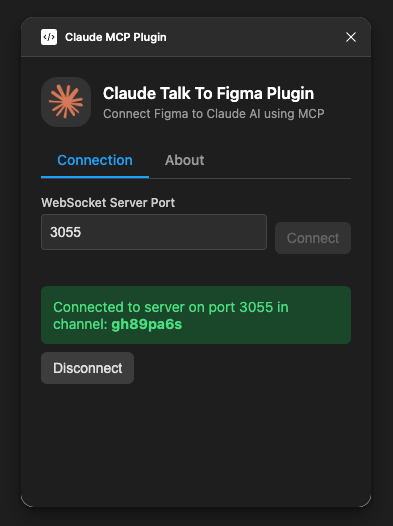 Claude MCP Plugin
Claude Talk To Figma Plugin
Connect Figma to Claude AI using MCP
Connection About
WebSocket Server Port
3055
Connect
Connected to server on port 3055 in
channel: gh89pa6s
Disconnect